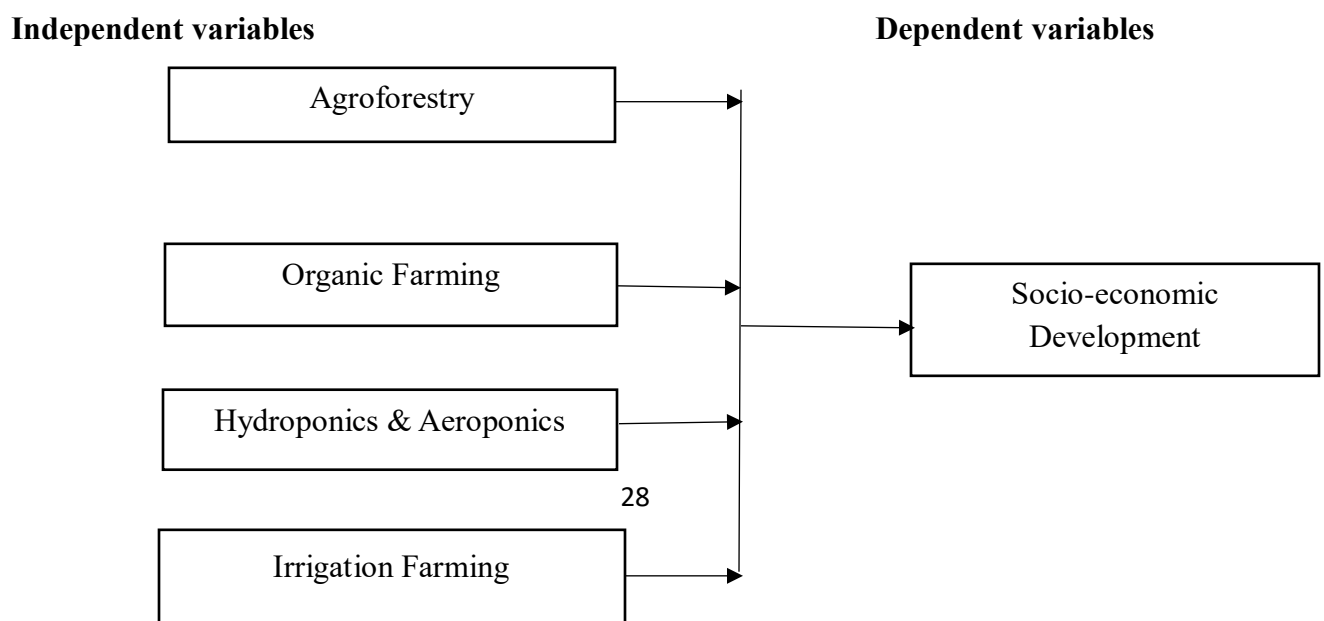 Independent variables
Dependent variables
Agroforestry
Organic Farming
Socio-economic
Development
Hydroponics & Aeroponics
28
Irrigation Farming